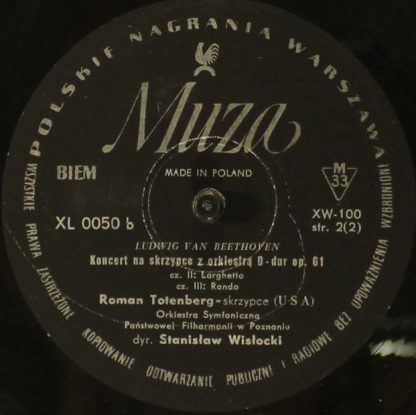 POLSKIE NAGRANIA WARSZAWA
Muza
MADE IN POLAND
BIEM
M
33
XL 0050 b
XW-100
str. 2(2)
LUDWIG VAN BEETHOVEN
Koncert na skrzypce z orkiestrą D-dur op. 61
cz. II: Larghetto
cz. III: Rondo
Roman Totenberg - skrzypce (USA)
Orkiestra Symfoniczna
Państwowej Filharmonii w Poznaniu
dyr. Stanisław Wisłocki
WSZYSTKIE PRAWA ZASTRZEŻONE KOPIOWANIE ODTWARZANIE PUBLICZNE I RADIOWE BEZ UPOWAŻNIENIA WZBRONIONE